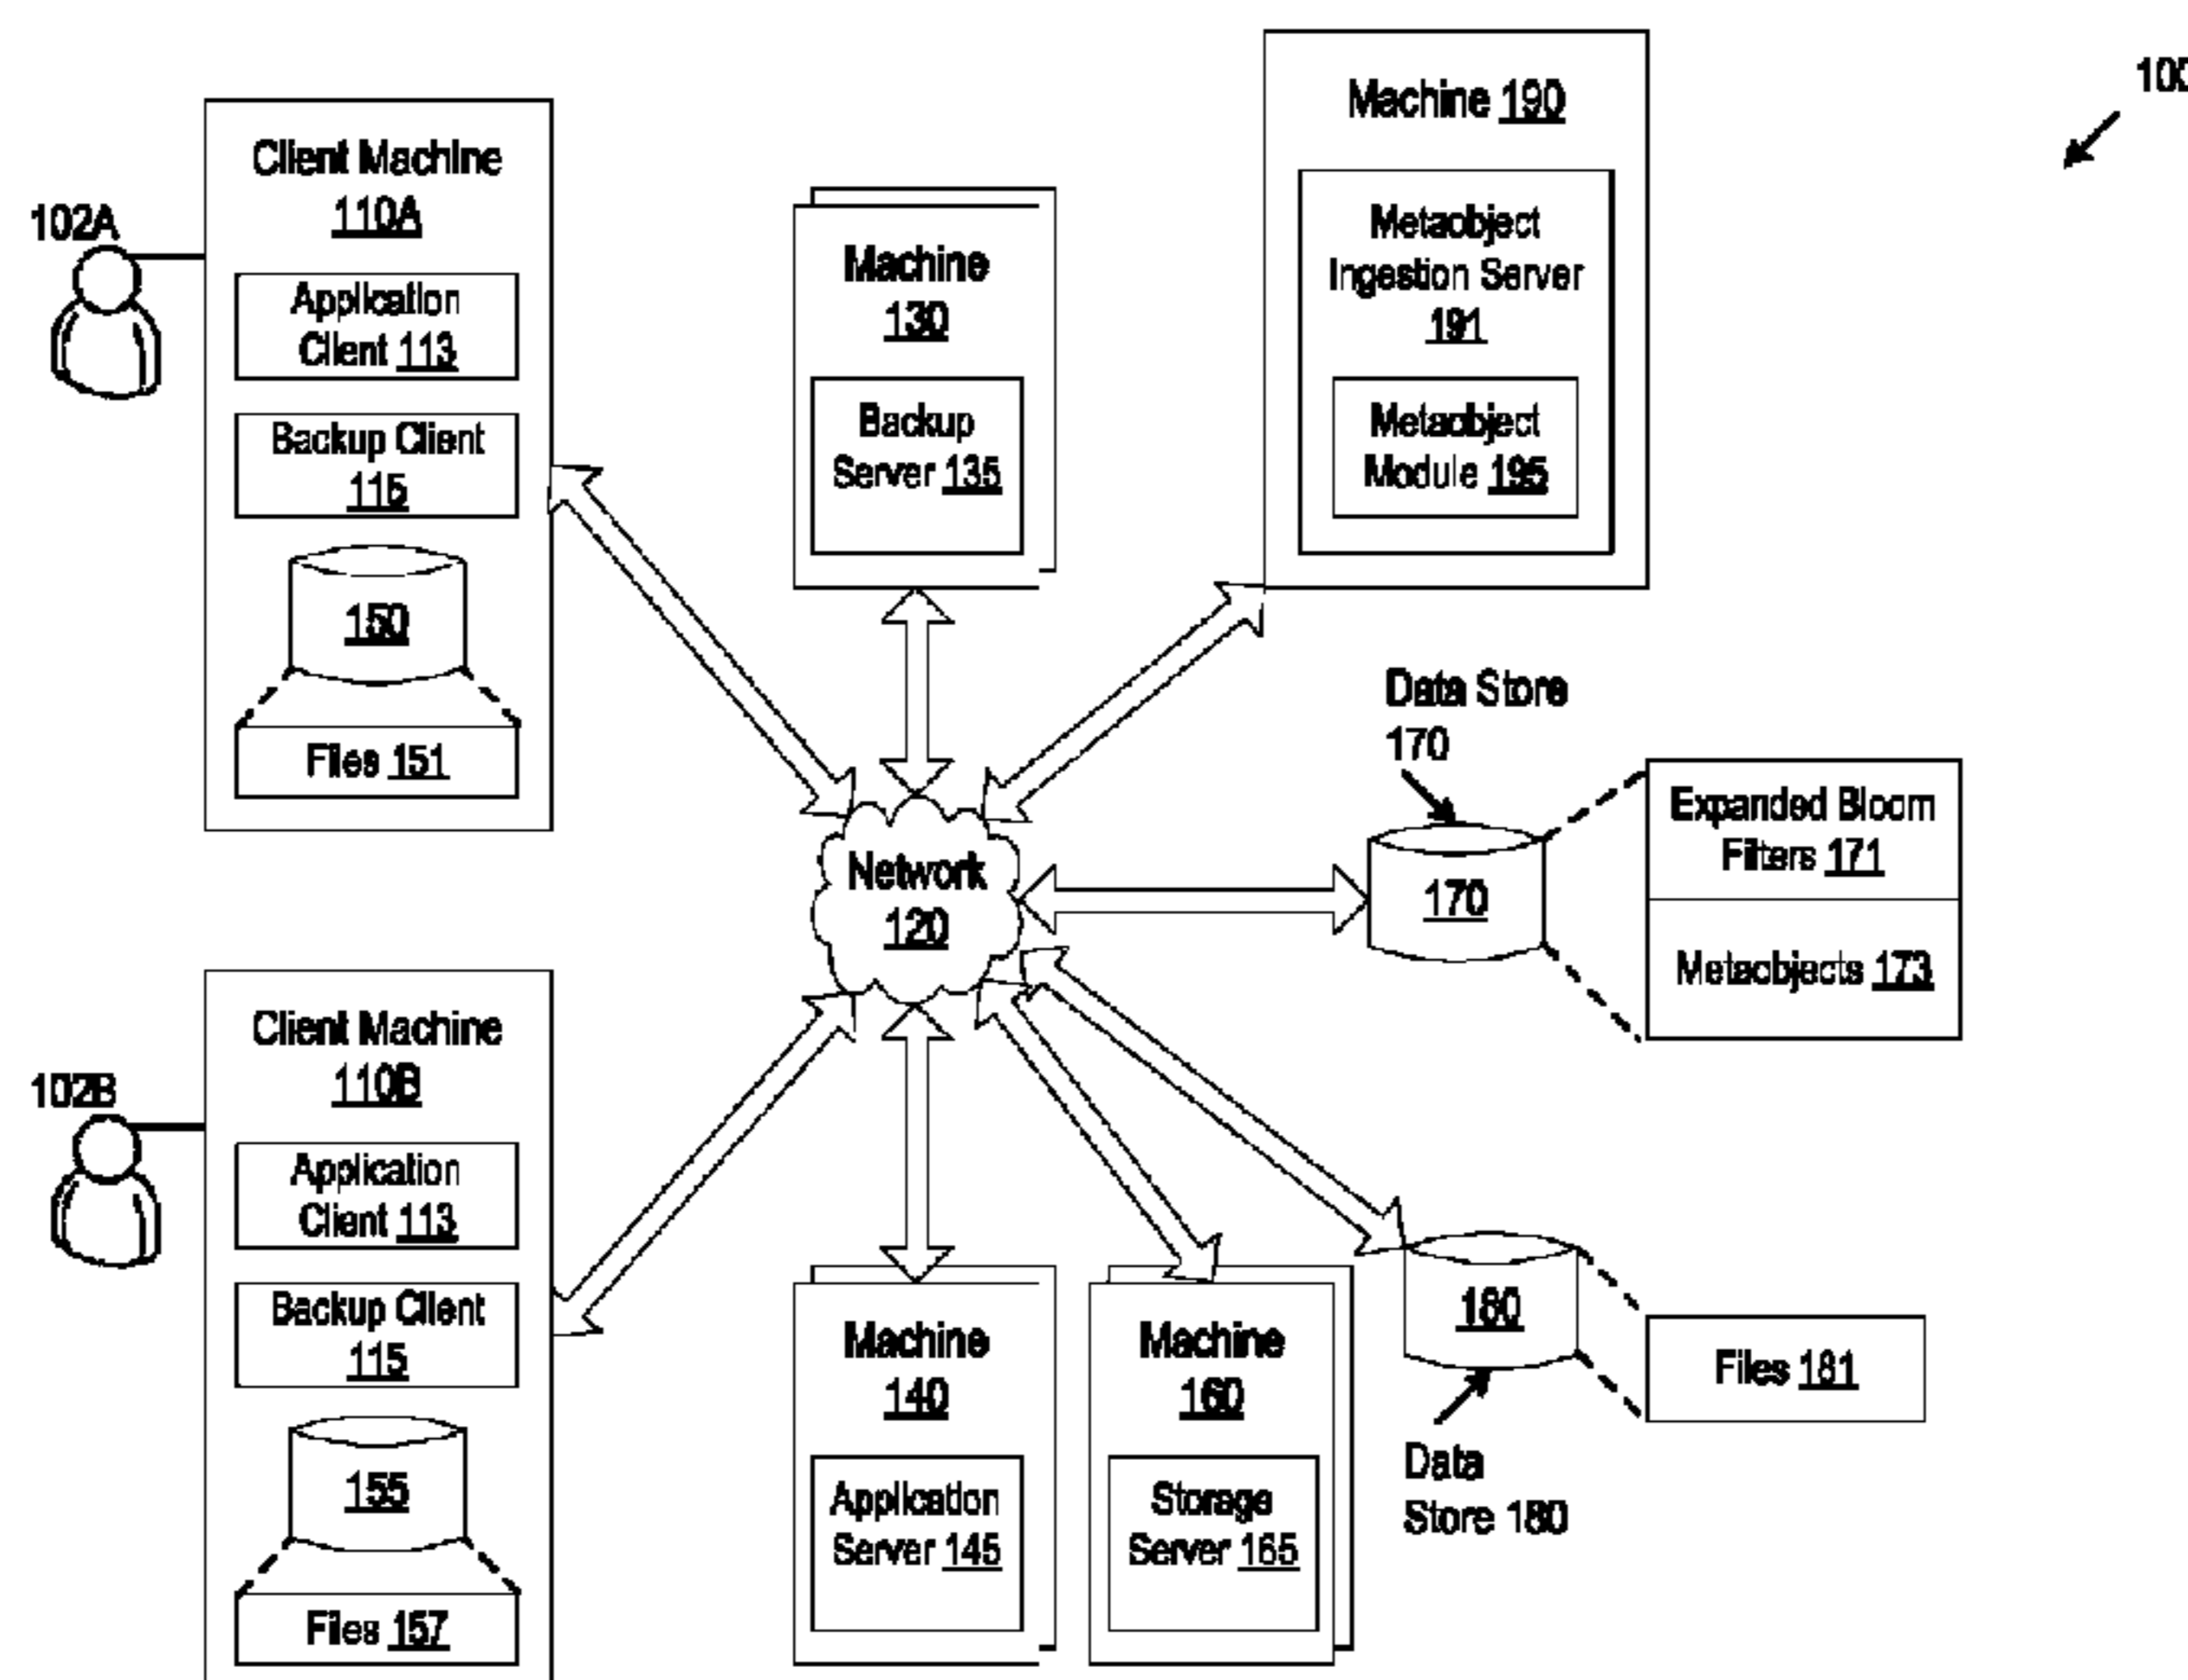 100
Machine 190
Metaobject
Ingestion Server
191
Metaobject
Module 195
Client Machine
110A
102A
Application
Client 113
Backup Client
115
150
Files 151
Machine
130
Backup
Server 135
Data Store
170
170
Expanded Bloom
Filters 171
Metaobjects 173
Network
120
Client Machine
110B
102B
Application
Client 113
Backup Client
115
155
Files 157
Machine
140
Application
Server 145
Machine
160
Storage
Server 165
180
Data
Store 180
Files 181